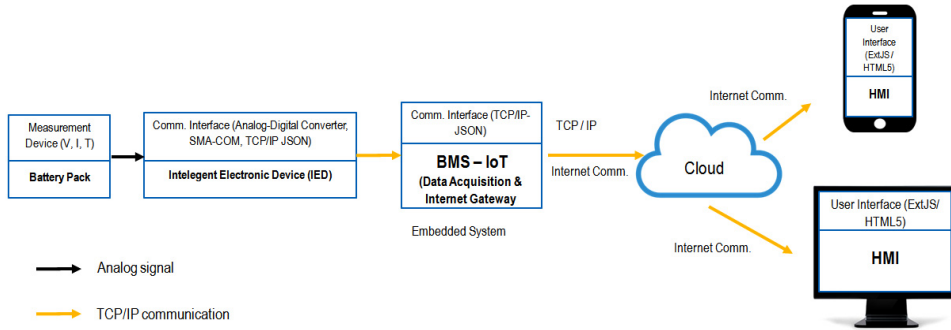 Measurement
Device (V, I, T)
Battery Pack
Comm. Interface (Analog-Digital Converter,
SMA-COM, TCP/IP JSON)
Intelegent Electronic Device (IED)
Comm. Interface (TCP/IP-
JSON)
BMS – IoT
(Data Acquisition &
Internet Gateway
Embedded System
TCP / IP
Internet Comm.
Cloud
Internet Comm.
User
Interface
(ExtJS/
HTML5)
HMI
Internet Comm.
User Interface (ExtJS/
HTML5)
HMI
Analog signal
TCP/IP communication